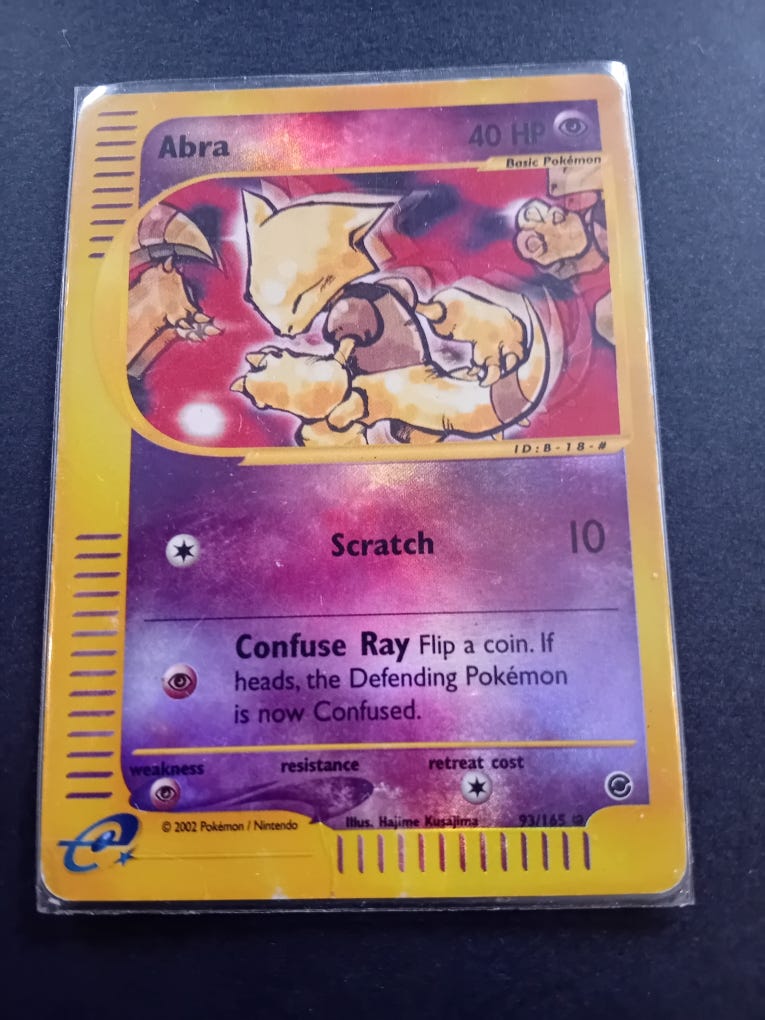 Abra 40 HP
Basic Pokémon
ID:B-18-#
Scratch 10
Confuse Ray Flip a coin. If
heads, the Defending Pokémon
is now Confused.
weakness resistance retreat cost
© 2002 Pokémon / Nintendo Illus. Hajime Kusajima 93/165
e